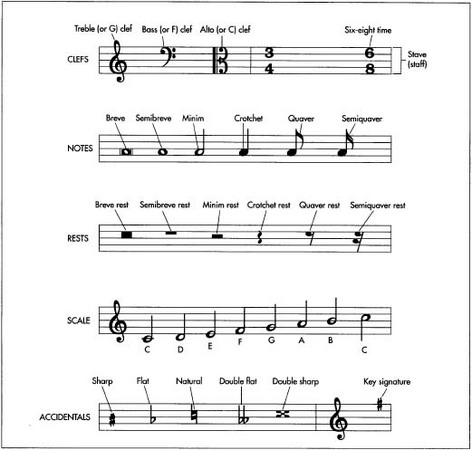 Treble (or G) clef Bass (or F) clef Alto (or C) clef Six-eight time
CLEFS 3 4 6 8 Stave (staff)
Breve Semibreve Minim Crotchet Quaver Semiquaver
NOTES
Breve rest Semibreve rest Minim rest Crotchet rest Quaver rest Semiquaver rest
RESTS
SCALE
C D E F G A B C
Sharp Flat Natural Double flat Double sharp Key signature
ACCIDENTALS